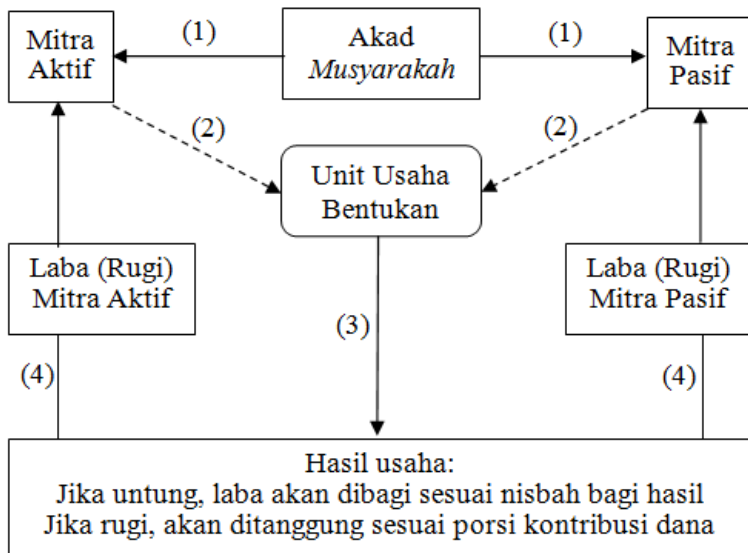 Mitra
Aktif
(1)
Akad
Musyarakah
(1)
Mitra
Pasif
(2)
(2)
Unit Usaha
Bentukan
Laba (Rugi)
Mitra Aktif
Laba (Rugi)
Mitra Pasif
(3)
(4)
(4)
Hasil usaha:
Jika untung, laba akan dibagi sesuai nisbah bagi hasil
Jika rugi, akan ditanggung sesuai porsi kontribusi dana